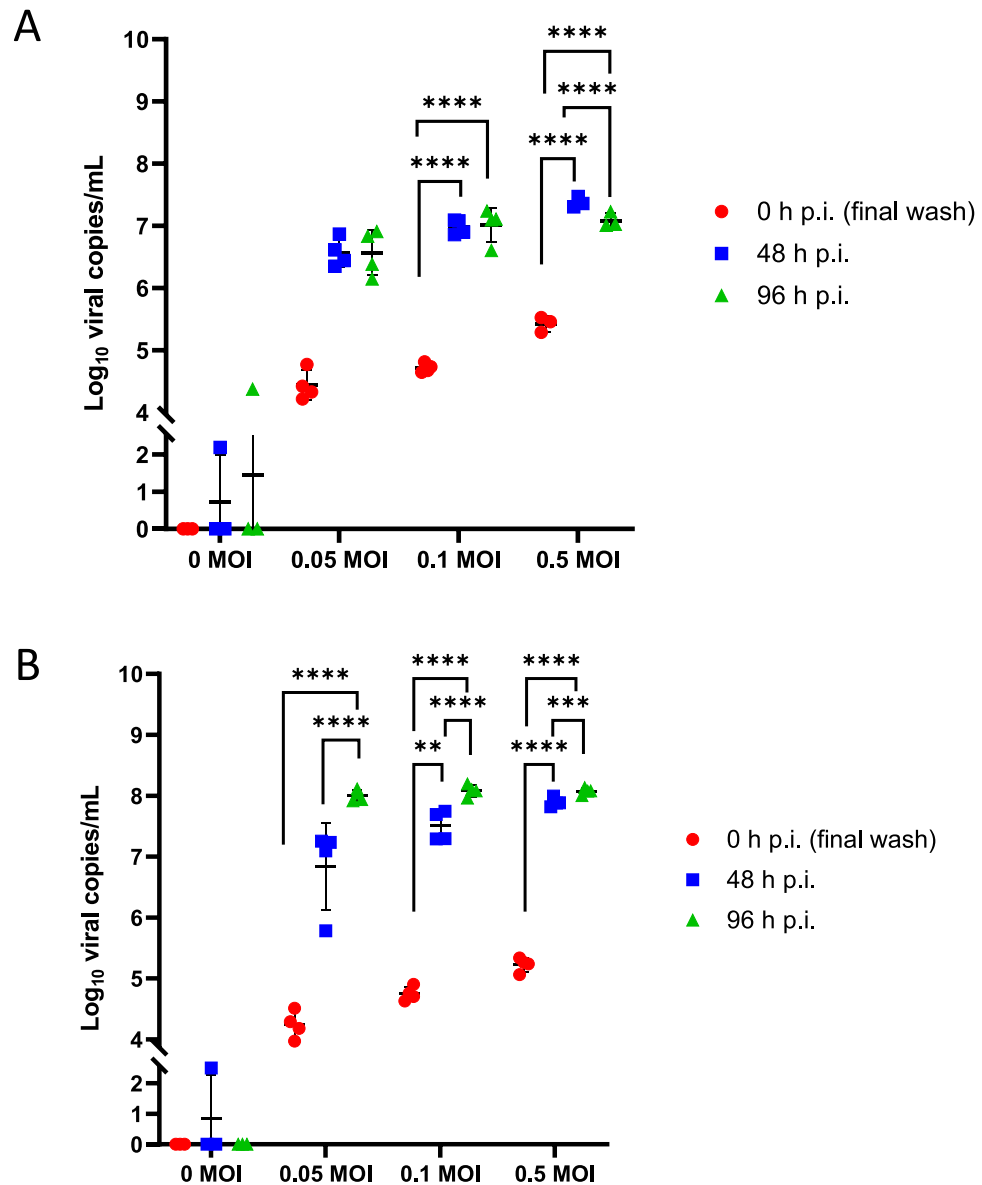 A
10
9
8
7
6
5
4
2
1
0
Log₁₀ viral copies/mL
0 MOI 0.05 MOI 0.1 MOI 0.5 MOI
****
****
****
****
****
0 h p.i. (final wash)
48 h p.i.
96 h p.i.
B
10
9
8
7
6
5
4
2
1
0
Log₁₀ viral copies/mL
0 MOI 0.05 MOI 0.1 MOI 0.5 MOI
**** **** ****
**** **** ***
** ****
0 h p.i. (final wash)
48 h p.i.
96 h p.i.